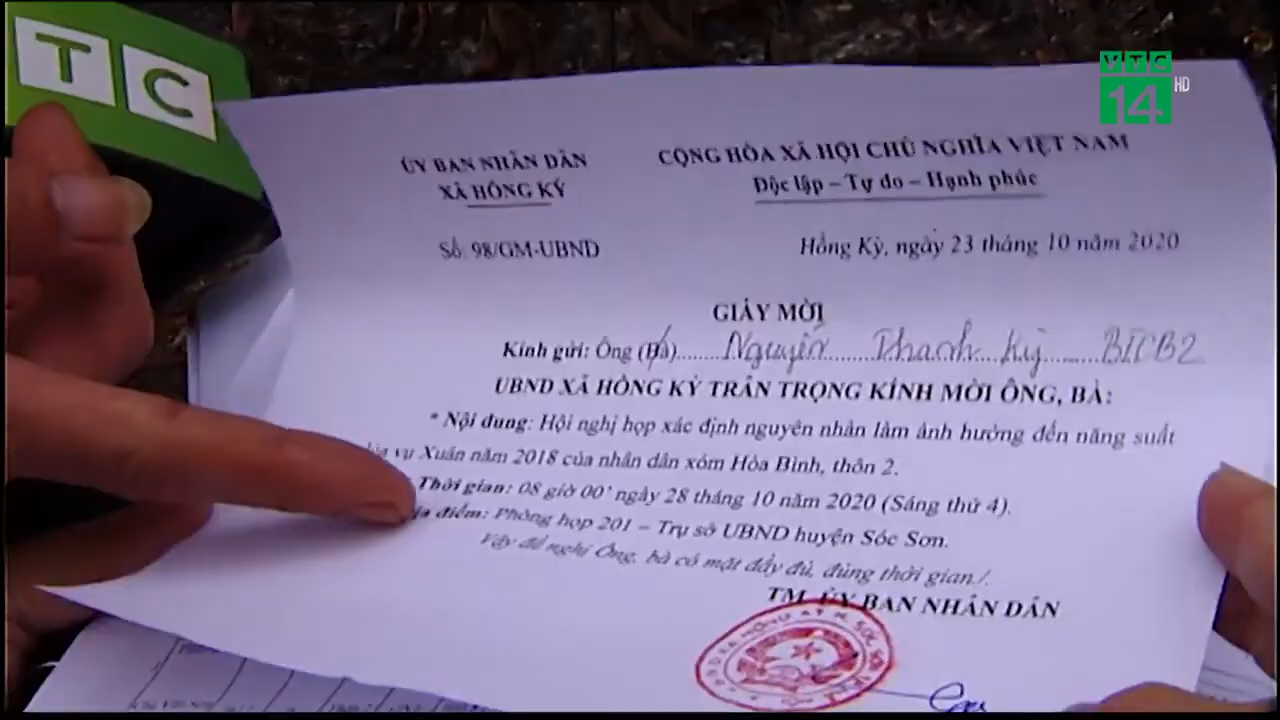 TC
VTC
14 HD
ỦY BAN NHÂN DÂN
XÃ HỒNG KỲ
CỘNG HÒA XÃ HỘI CHỦ NGHĨA VIỆT NAM
Độc lập – Tự do – Hạnh phúc
Số: 98/GM-UBND
Hồng Kỳ, ngày 23 tháng 10 năm 2020
GIẤY MỜI
Kính gửi: Ông (Bà).......Nguyễn.......Thanh...Kỳ.......BTCB2
UBND XÃ HỒNG KỲ TRÂN TRỌNG KÍNH MỜI ÔNG, BÀ:
* Nội dung: Hội nghị họp xác định nguyên nhân làm ảnh hưởng đến năng suất
vụ Xuân năm 2018 của nhân dân xóm Hòa Bình, thôn 2.
Thời gian: 08 giờ 00' ngày 28 tháng 10 năm 2020 (Sáng thứ 4).
điểm: Phòng họp 201 – Trụ sở UBND huyện Sóc Sơn.
Vậy đề nghị Ông, bà có mặt đầy đủ, đúng thời gian./.
TM. ỦY BAN NHÂN DÂN